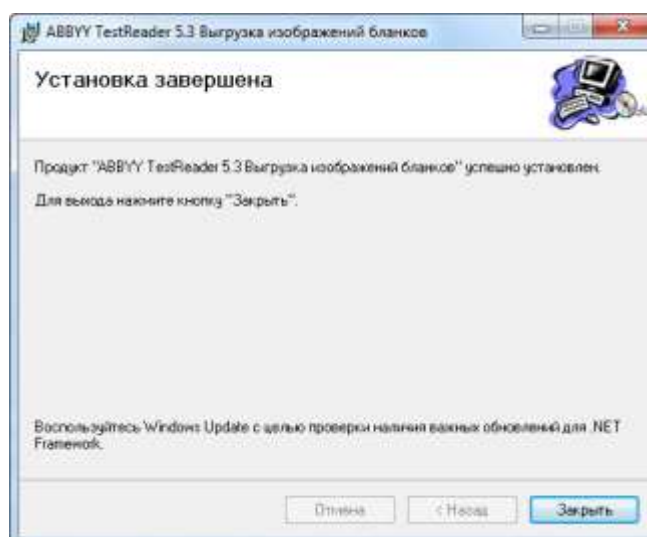 ABBYY TestReader 5.3 Выгрузка изображений бланков
Установка завершена
Продукт "ABBYY TestReader 5.3 Выгрузка изображений бланков" успешно установлен.
Для выхода нажмите кнопку "Закрыть".
Воспользуйтесь Windows Update с целью проверки наличия важных обновлений для .NET
Framework.
Отмена
< Назад
Закрыть